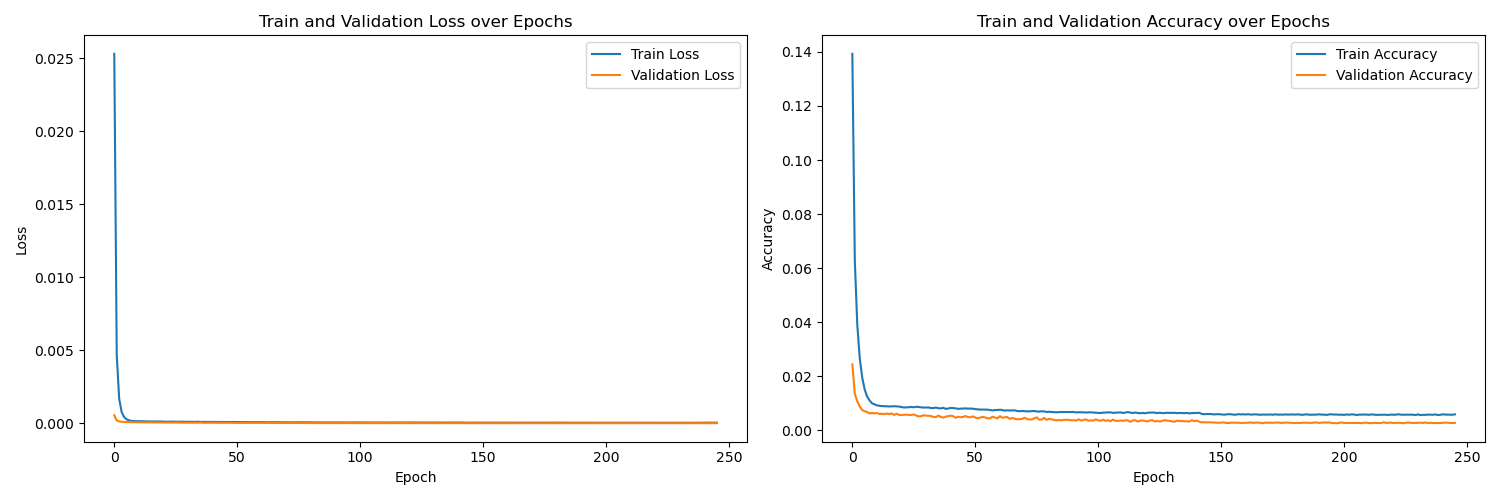 Train and Validation Loss over Epochs
Train Loss
Validation Loss
0.025
0.020
0.015
0.010
0.005
0.000
Loss
0
50
100
150
200
250
Epoch
Train and Validation Accuracy over Epochs
Train Accuracy
Validation Accuracy
0.14
0.12
0.10
0.08
0.06
0.04
0.02
0.00
Accuracy
0
50
100
150
200
250
Epoch